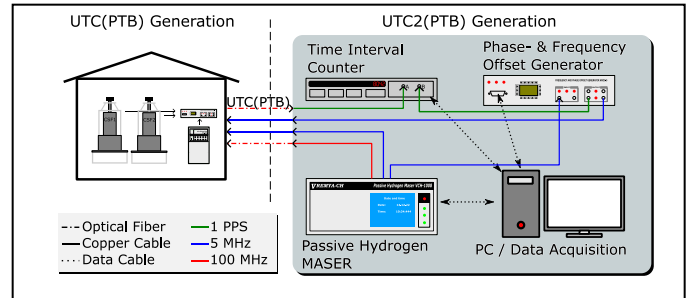 UTC(PTB) Generation
UTC2(PTB) Generation
Time Interval
Counter
Phase- & Frequency
Offset Generator
UTC(PTB)
CSF1
CSF2
VREMYA-CH
Passive Hydrogen Maser VCH-1008
Passive Hydrogen
MASER
PC / Data Acquisition
Optical Fiber
Copper Cable
Data Cable
1 PPS
5 MHz
100 MHz